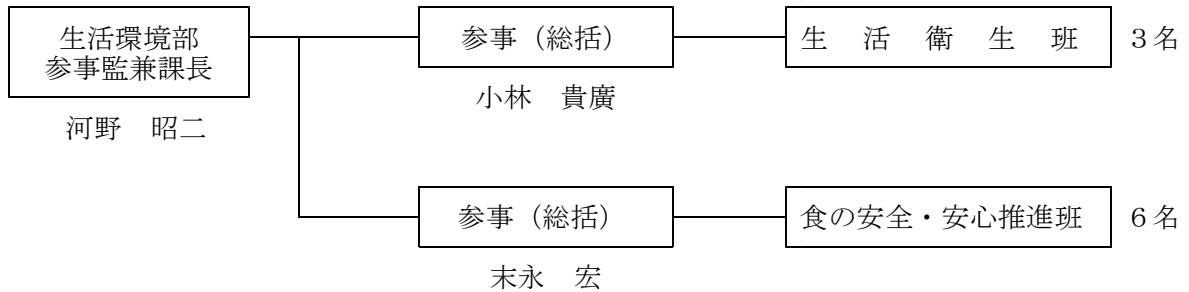 生活環境部
参事監兼課長
河野　昭二
参事（総括）
小林　貴廣
生　活　衛　生　班
３名
参事（総括）
末永　宏
食の安全・安心推進班
６名